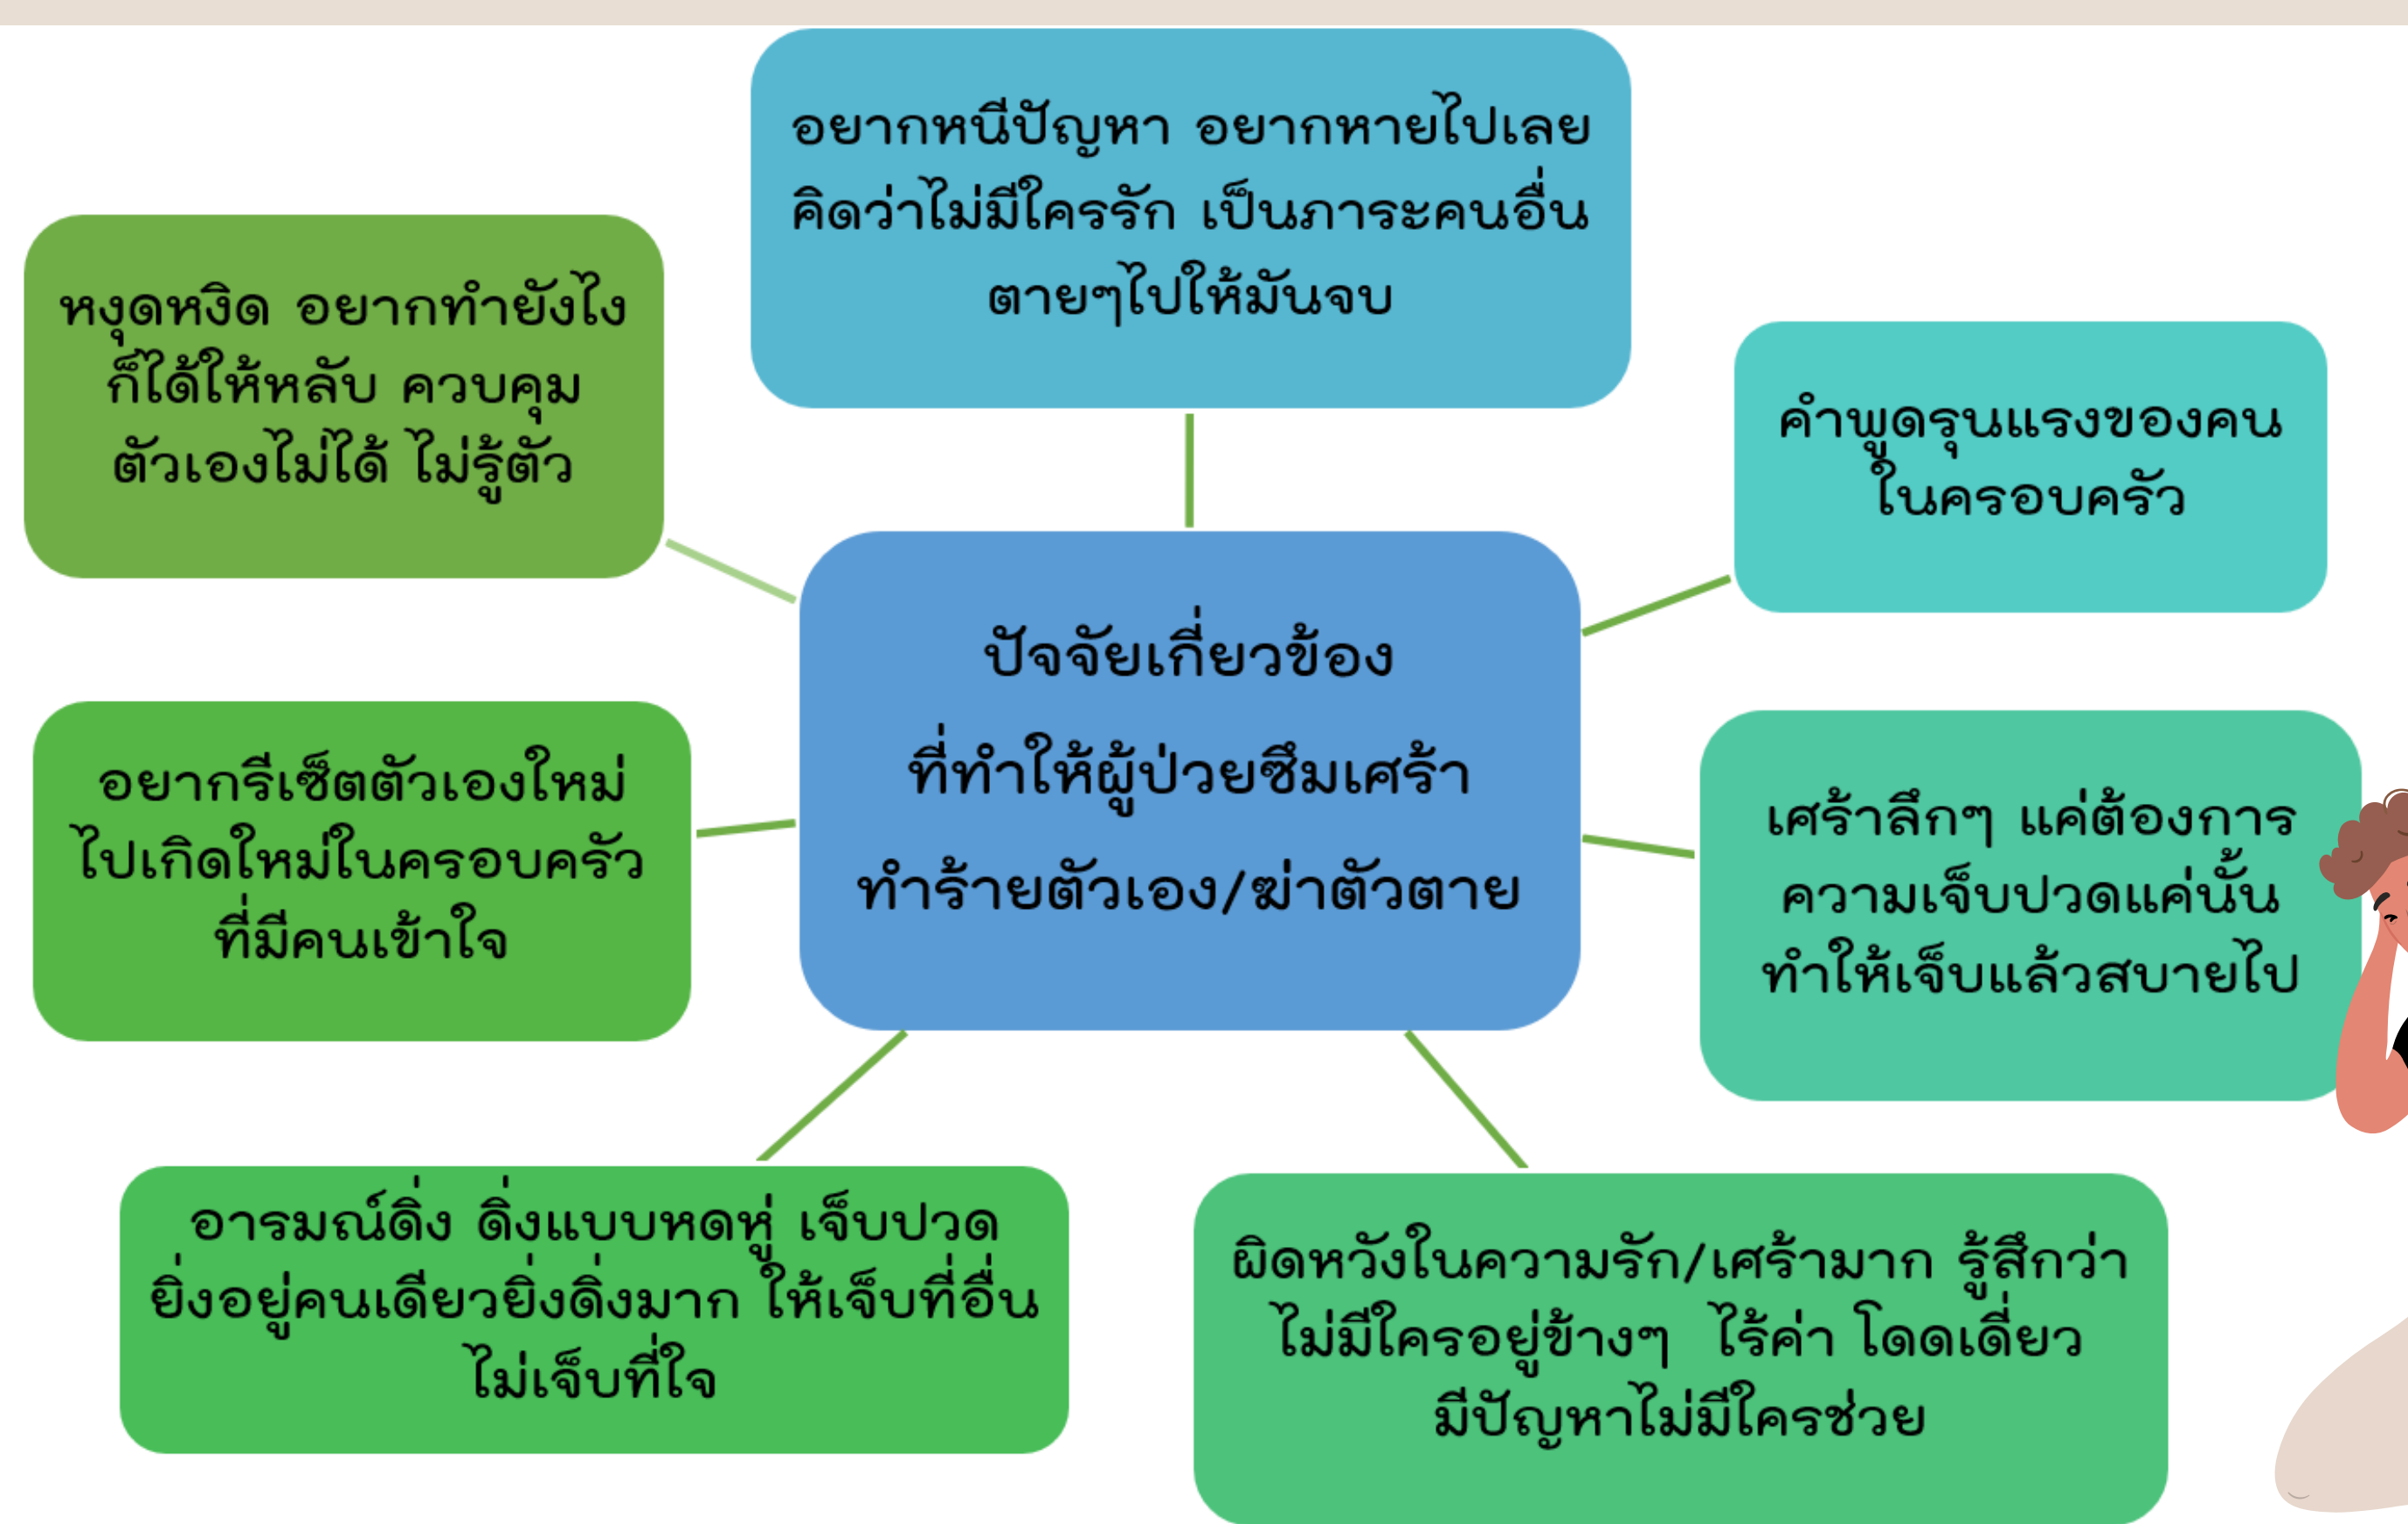 อยากหนีปัญหา อยากหายไปเลย
คิดว่าไม่มีใครรัก เป็นภาระคนอื่น
ตายๆไปให้มันจบ
หงุดหงิด อยากทำยังไง
ก็ได้ให้หลับ ควบคุม
ตัวเองไม่ได้ ไม่รู้ตัว
คำพูดรุนแรงของคน
ในครอบครัว
ปัจจัยเกี่ยวข้อง
ที่ทำให้ผู้ป่วยซึมเศร้า
ทำร้ายตัวเอง/ฆ่าตัวตาย
อยากรีเซ็ตตัวเองใหม่
ไปเกิดใหม่ในครอบครัว
ที่มีคนเข้าใจ
เศร้าลึกๆ แค่ต้องการ
ความเจ็บปวดแค่นั้น
ทำให้เจ็บแล้วสบายไป
อารมณ์ดิ่ง ดิ่งแบบหดหู่ เจ็บปวด
ยิ่งอยู่คนเดียวยิ่งดิ่งมาก ให้เจ็บที่อื่น
ไม่เจ็บที่ใจ
ผิดหวังในความรัก/เศร้ามาก รู้สึกว่า
ไม่มีใครอยู่ข้างๆ ไร้ค่า โดดเดี่ยว
มีปัญหาไม่มีใครช่วย